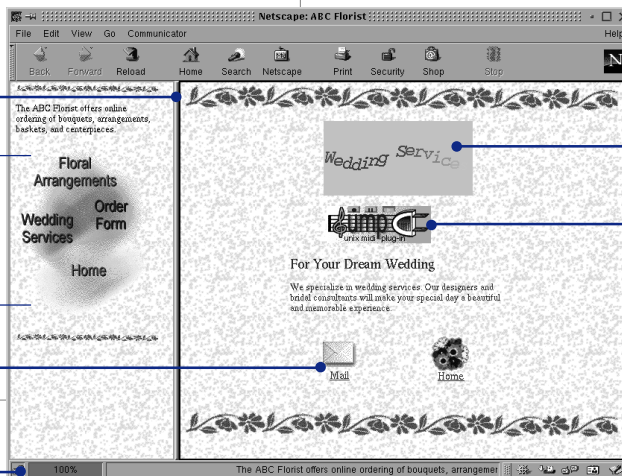 Netscape: ABC Florist
File Edit View Go Communicator Help
Back Forward Reload Home Search Netscape Print Security Shop Stop
N
The ABC Florist offers online
ordering of bouquets, arrangements,
baskets, and centerpieces.
Floral
Arrangements
Order
Form
Wedding
Services
Home
Wedding Service
ump
unix midi plug-in
For Your Dream Wedding
We specialize in wedding services. Our designers and
bridal consultants will make your special day a beautiful
and memorable experience.
Mail Home
100% The ABC Florist offers online ordering of bouquets, arrangemer